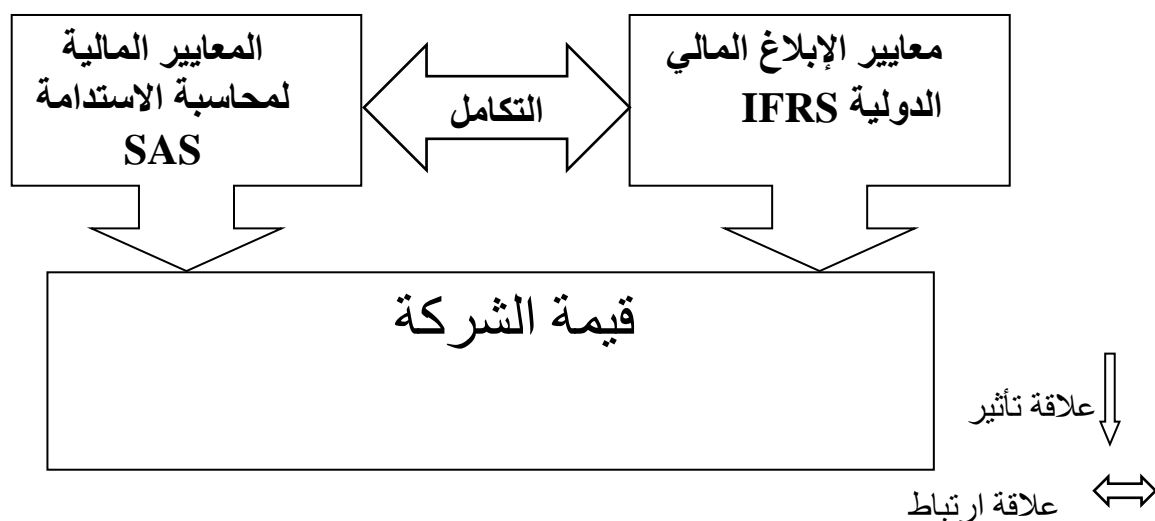 معايير الإبلاغ المالي
الدولية IFRS
التكامل
المعايير المالية
لمحاسبة الاستدامة
SAS
قيمة الشركة
علاقة تأثير
علاقة ارتباط